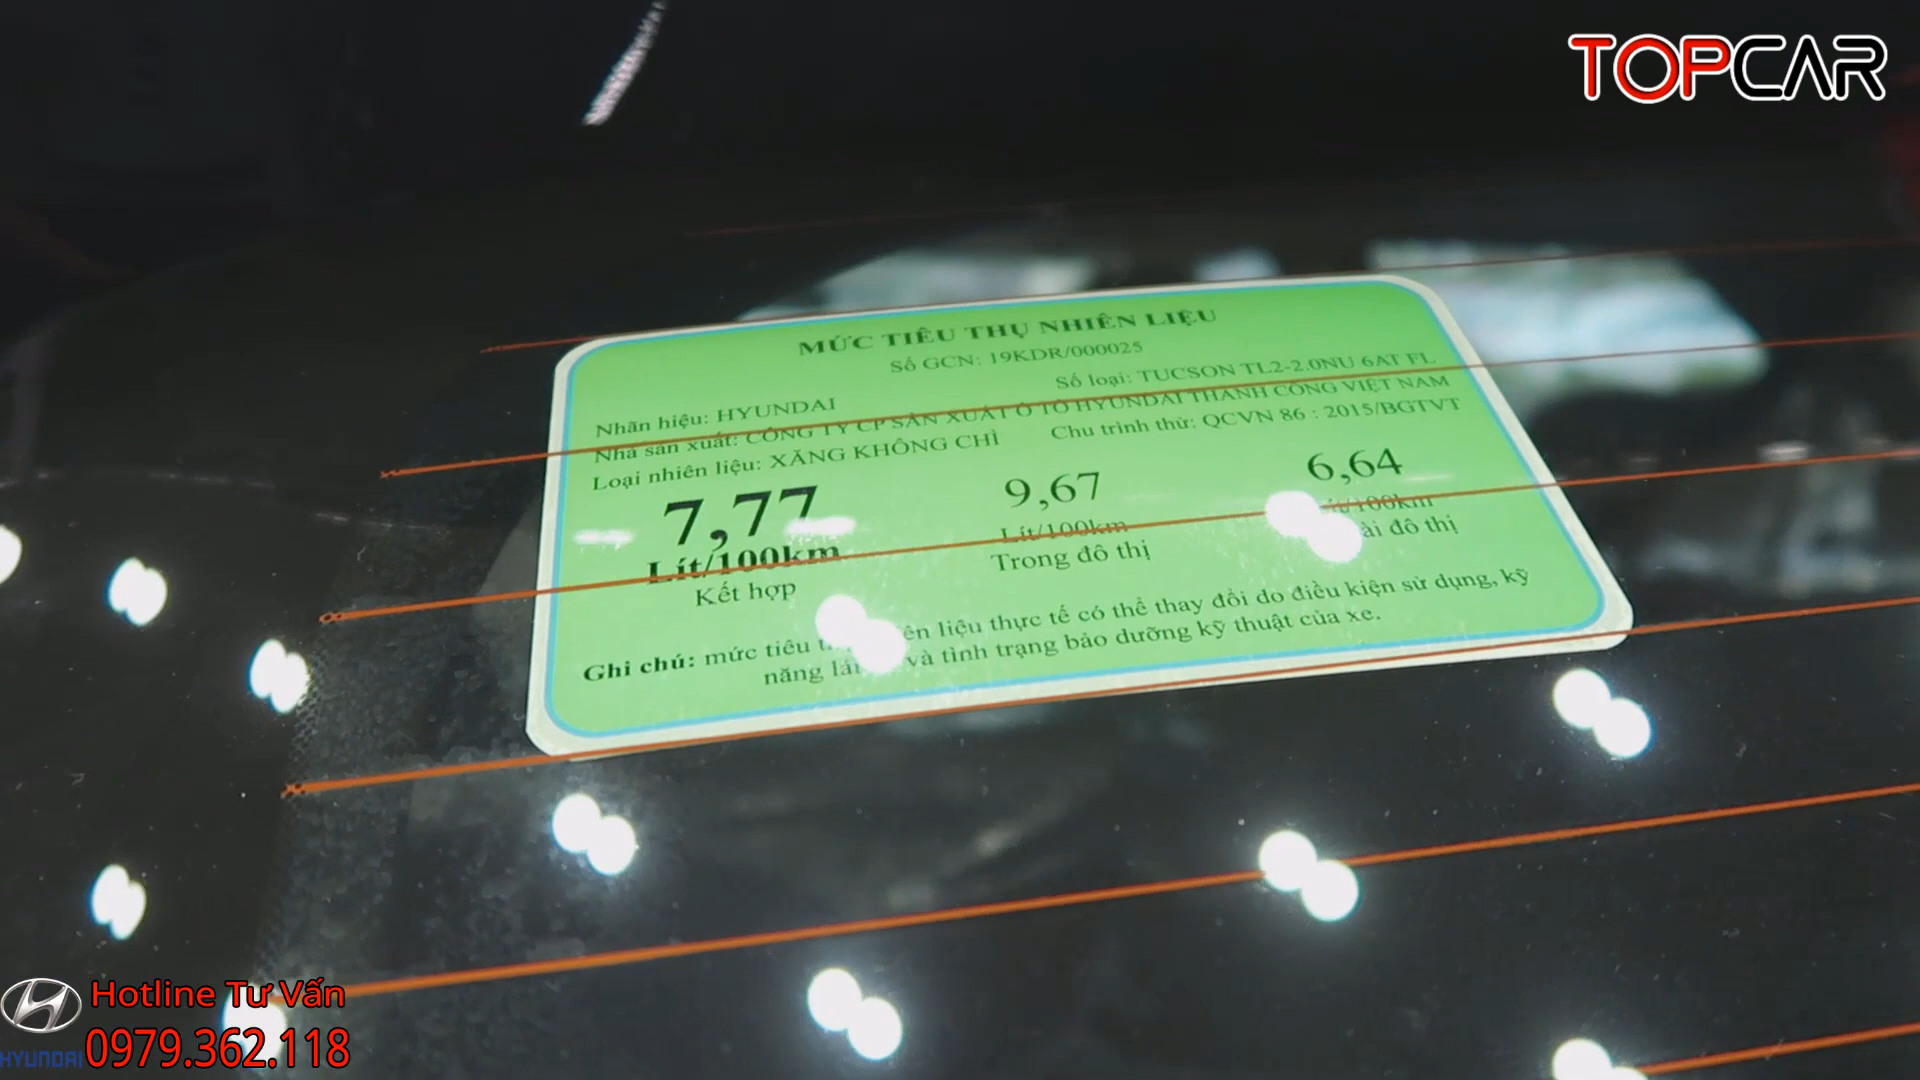 TOPCAR
MỨC TIÊU THỤ NHIÊN LIỆU
Số GCN: 19KDR/000025
Nhãn hiệu: HYUNDAI
Số loại: TUCSON TL2-2.0NU 6AT FL
Nhà sản xuất: CÔNG TY CP SẢN XUẤT Ô TÔ HYUNDAI THÀNH CÔNG VIỆT NAM
Loại nhiên liệu: XĂNG KHÔNG CHÌ
Chu trình thử: QCVN 86 : 2015/BGTVT
7,77 9,67 6,64
Lít/100km Lít/100km Lít/100km
Kết hợp Trong đô thị đô thị
Ghi chú: mức tiêu liệu thực tế có thể thay đổi do điều kiện sử dụng, kỹ
năng lái và tình trạng bảo dưỡng kỹ thuật của xe.
Hotline Tư Vấn
HYUNDAI 0979.362.118